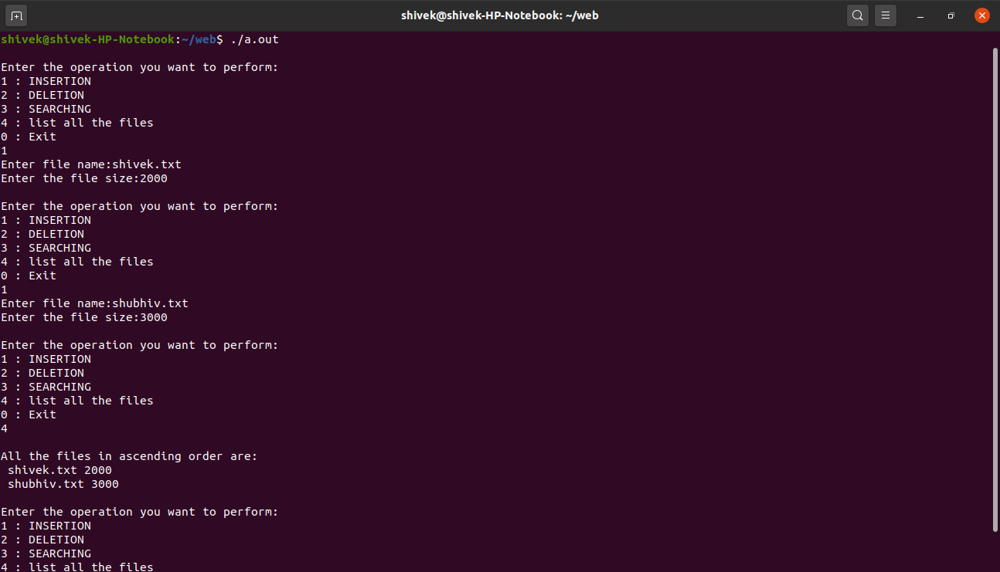 shivek@shivek-HP-Notebook: ~/web
shivek@shivek-HP-Notebook:~/web$ ./a.out
Enter the operation you want to perform:
1 : INSERTION
2 : DELETION
3 : SEARCHING
4 : list all the files
0 : Exit
1
Enter file name:shivek.txt
Enter the file size:2000
Enter the operation you want to perform:
1 : INSERTION
2 : DELETION
3 : SEARCHING
4 : list all the files
0 : Exit
1
Enter file name:shubhiv.txt
Enter the file size:3000
Enter the operation you want to perform:
1 : INSERTION
2 : DELETION
3 : SEARCHING
4 : list all the files
0 : Exit
4
All the files in ascending order are:
shivek.txt 2000
shubhiv.txt 3000
Enter the operation you want to perform:
1 : INSERTION
2 : DELETION
3 : SEARCHING
4 : list all the files